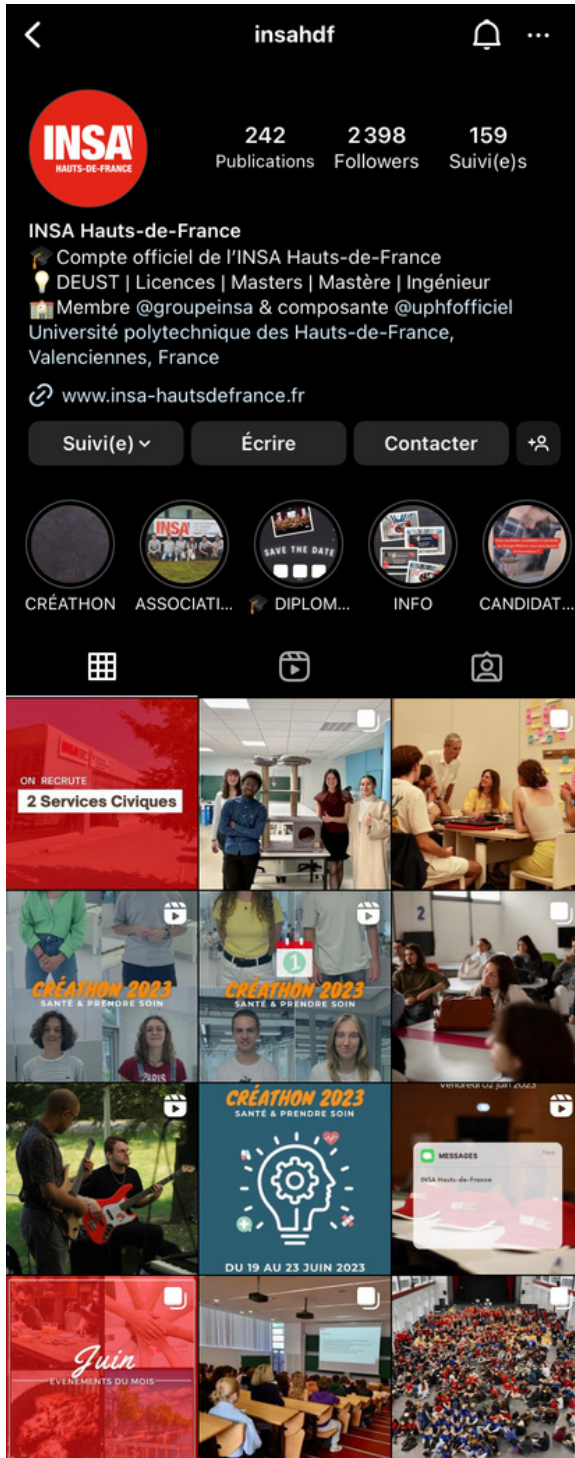 insahdf
INSA
HAUTS-DE-FRANCE
242
Publications
2 398
Followers
159
Suivi(e)s
INSA Hauts-de-France
🎓 Compte officiel de l'INSA Hauts-de-France
💡 DEUST | Licences | Masters | Mastère | Ingénieur
🏫 Membre @groupeinsa & composante @uphfofficiel
Université polytechnique des Hauts-de-France,
Valenciennes, France
www.insa-hautsdefrance.fr
Suivi(e)
Écrire
Contacter
INSA
SAVE THE DATE
CRÉATHON
ASSOCIATI...
🎓 DIPLOM...
INFO
CANDIDAT...
INSA
ON RECRUTE
2 Services Civiques
CRÉATHON 2023
SANTÉ & PRENDRE SOIN
PARIS
1
CRÉATHON 2023
SANTÉ & PRENDRE SOIN
2
CRÉATHON 2023
SANTÉ & PRENDRE SOIN
DU 19 AU 23 JUIN 2023
Vendredi 02 juin 2023
MESSAGES
INSA Hauts-de-France
Juin
ÉVÉNEMENTS DU MOIS